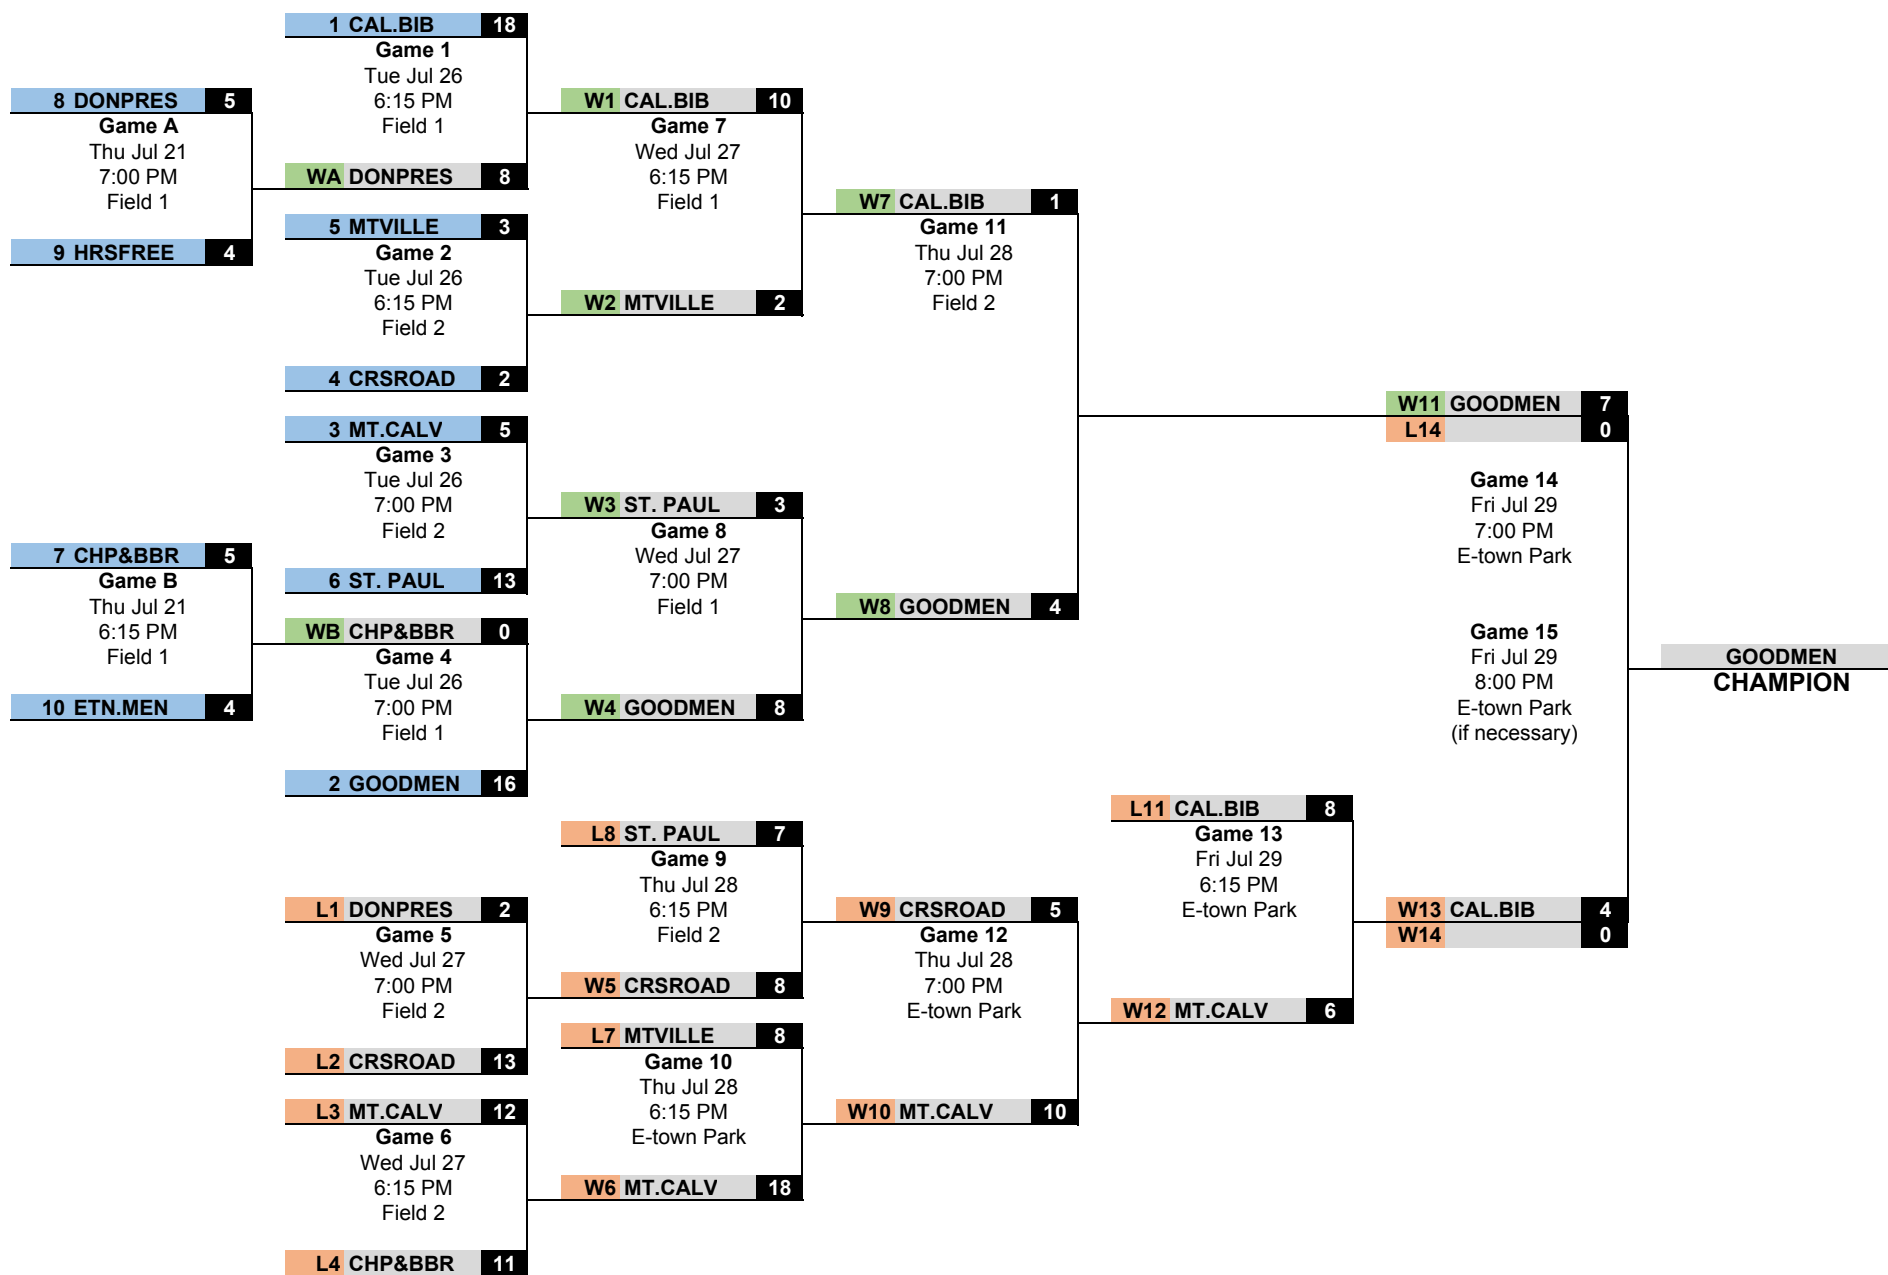 8 DONPRES 5
Game A
Thu Jul 21
7:00 PM
Field 1
9 HRSFREE 4
7 CHP&BBR 5
Game B
Thu Jul 21
6:15 PM
Field 1
10 ETN.MEN 4
1 CAL.BIB 18
Game 1
Tue Jul 26
6:15 PM
Field 1
WA DONPRES 8
5 MTVILLE 3
Game 2
Tue Jul 26
6:15 PM
Field 2
4 CRSROAD 2
3 MT.CALV 5
Game 3
Tue Jul 26
7:00 PM
Field 2
6 ST. PAUL 13
WB CHP&BBR 0
Game 4
Tue Jul 26
7:00 PM
Field 1
2 GOODMEN 16
L1 DONPRES 2
Game 5
Wed Jul 27
7:00 PM
Field 2
L2 CRSROAD 13
L3 MT.CALV 12
Game 6
Wed Jul 27
6:15 PM
Field 2
L4 CHP&BBR 11
W1 CAL.BIB 10
Game 7
Wed Jul 27
6:15 PM
Field 1
W2 MTVILLE 2
W3 ST. PAUL 3
Game 8
Wed Jul 27
7:00 PM
Field 1
W4 GOODMEN 8
L8 ST. PAUL 7
Game 9
Thu Jul 28
6:15 PM
Field 2
W5 CRSROAD 8
L7 MTVILLE 8
Game 10
Thu Jul 28
6:15 PM
E-town Park
W6 MT.CALV 18
W7 CAL.BIB 1
Game 11
Thu Jul 28
7:00 PM
Field 2
W8 GOODMEN 4
W9 CRSROAD 5
Game 12
Thu Jul 28
7:00 PM
E-town Park
W10 MT.CALV 10
L11 CAL.BIB 8
Game 13
Fri Jul 29
6:15 PM
E-town Park
W12 MT.CALV 6
W11 GOODMEN 7
L14 0
Game 14
Fri Jul 29
7:00 PM
E-town Park
Game 15
Fri Jul 29
8:00 PM
E-town Park
(if necessary)
W13 CAL.BIB 4
W14 0
GOODMEN
CHAMPION